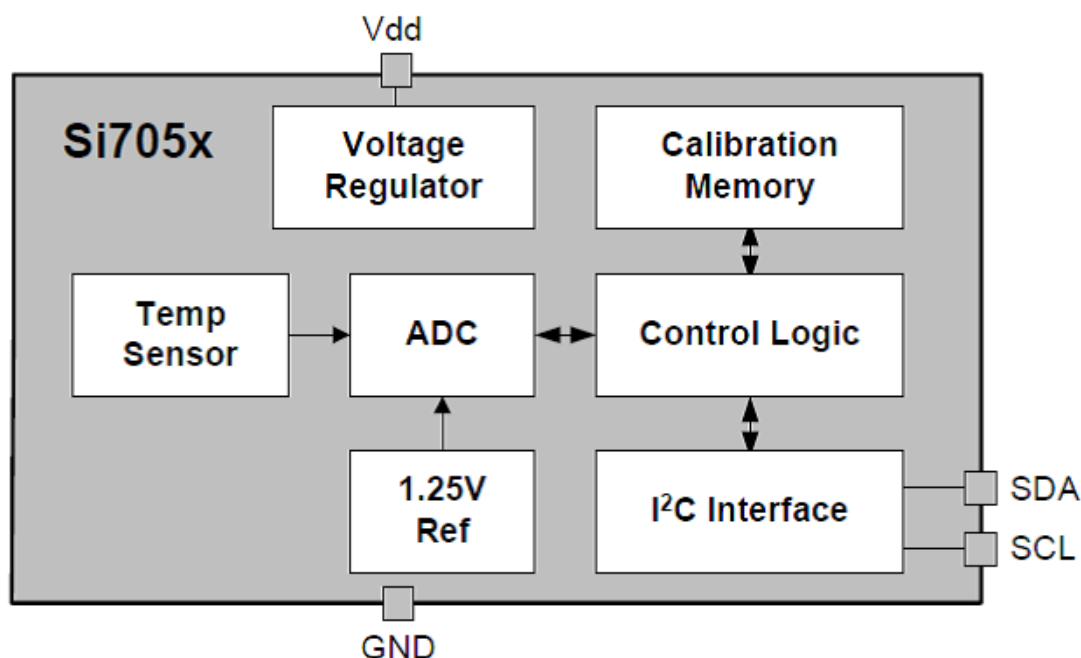 Vdd
Si705x
Voltage
Regulator
Calibration
Memory
Temp
Sensor
ADC
Control Logic
1.25V
Ref
I²C Interface
SDA
SCL
GND